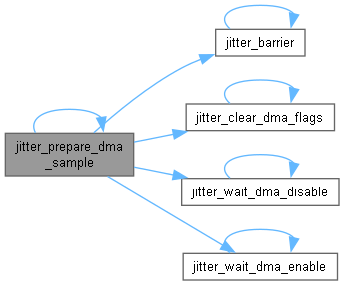 jitter_barrier
jitter_clear_dma_flags
jitter_prepare_dma
_sample
jitter_wait_dma_disable
jitter_wait_dma_enable